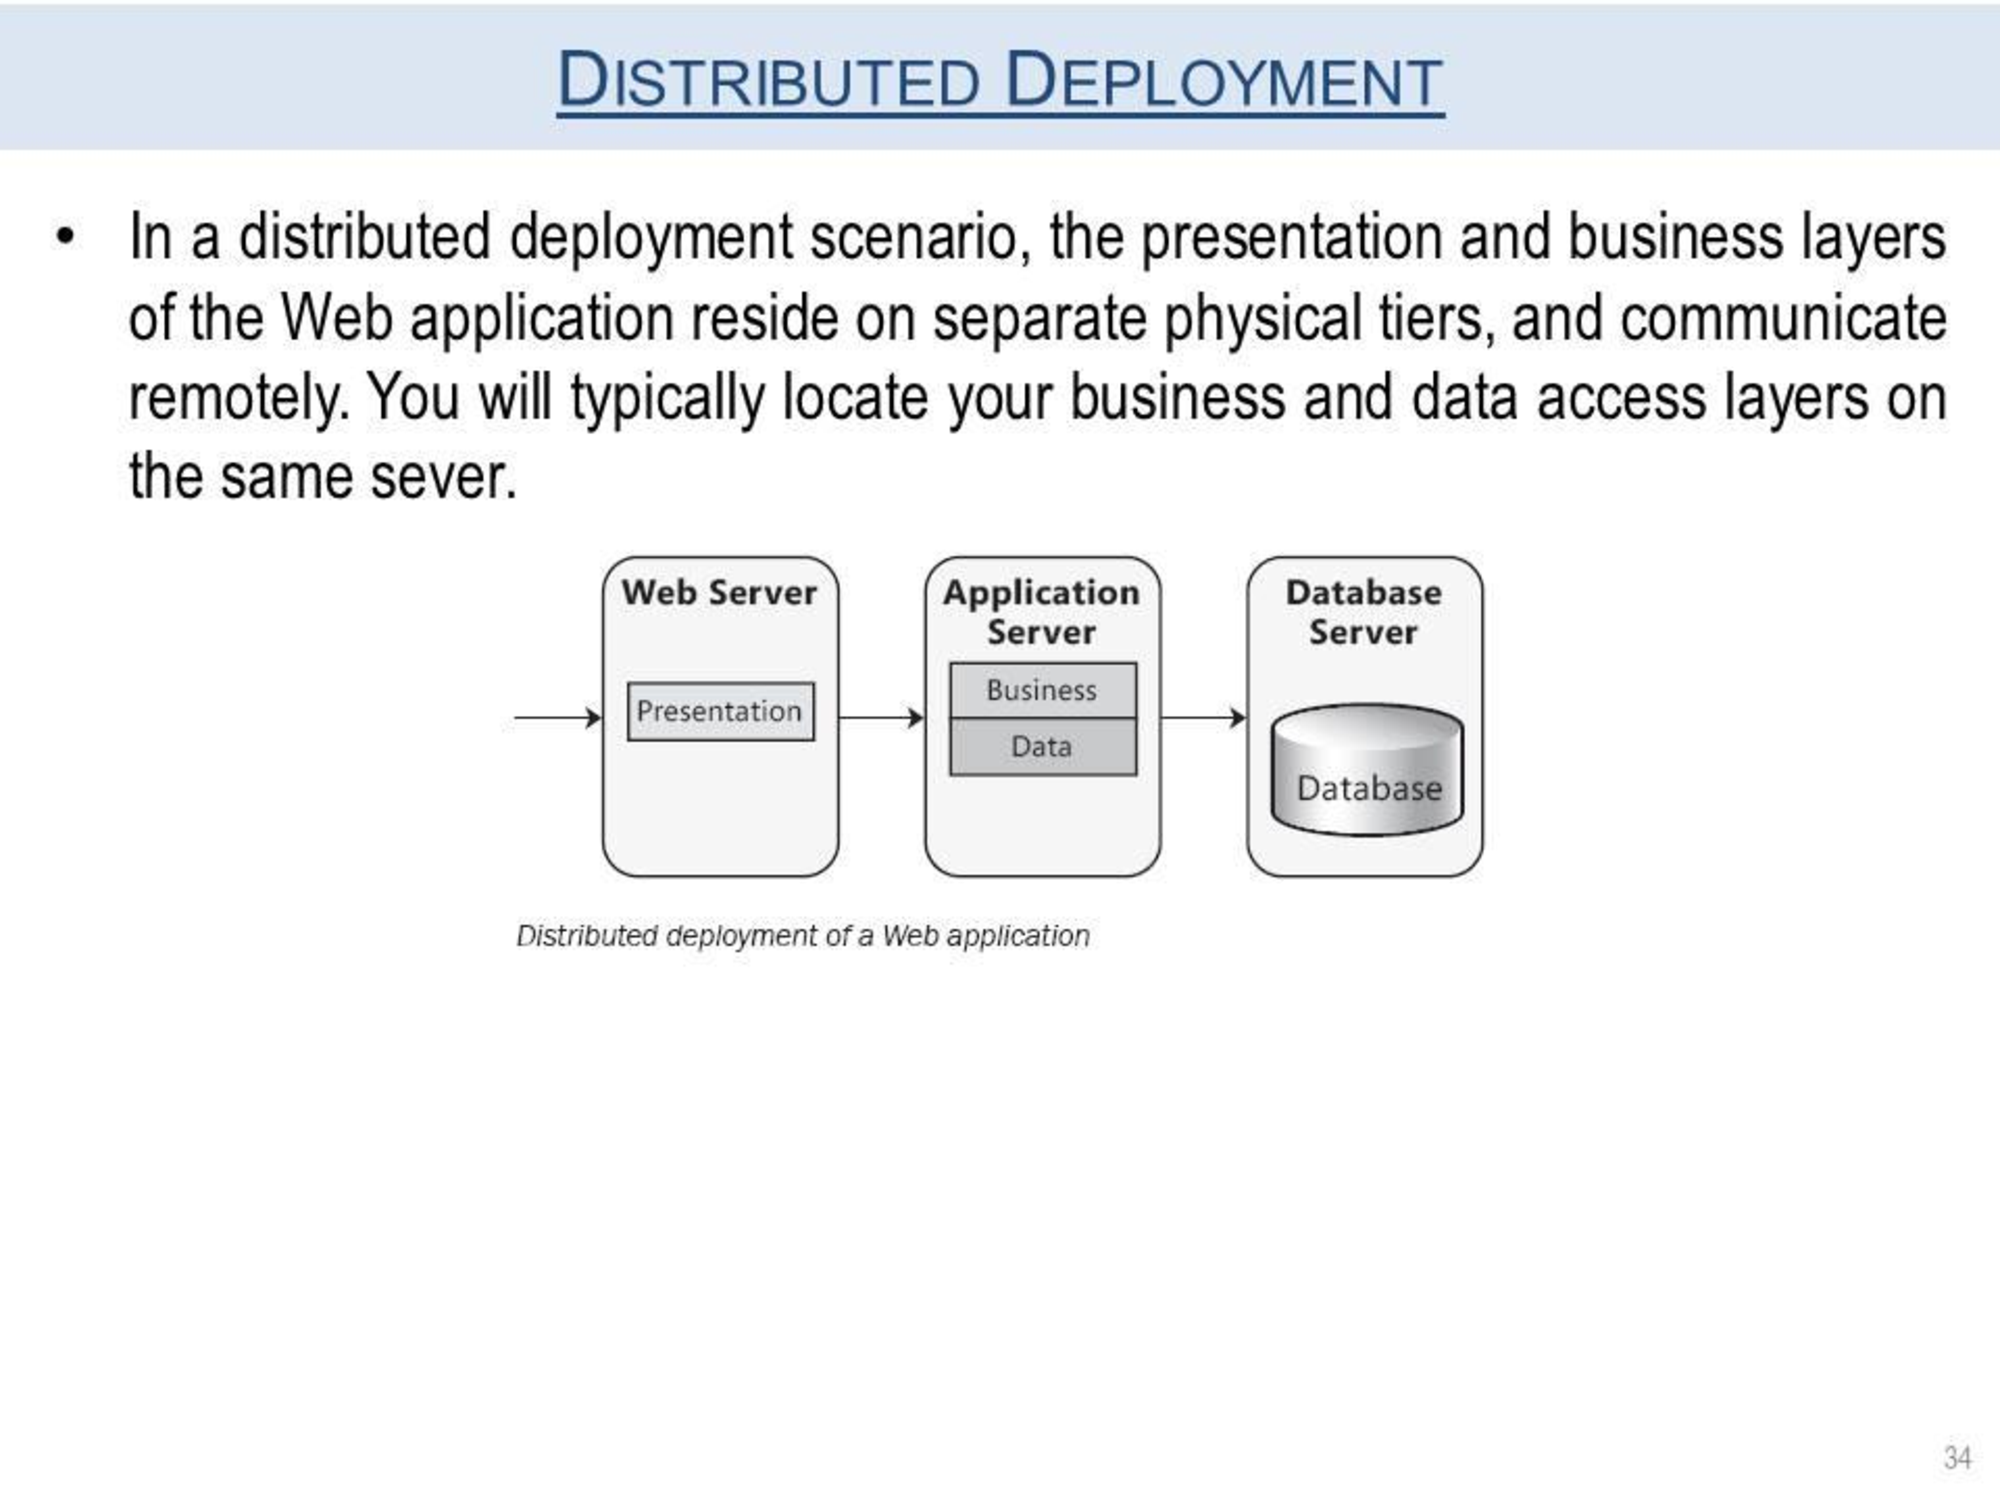 DISTRIBUTED DEPLOYMENT
• In a distributed deployment scenario, the presentation and business layers
of the Web application reside on separate physical tiers, and communicate
remotely. You will typically locate your business and data access layers on
the same sever.
Web Server
Presentation
Application
Server
Business
Data
Database
Server
Database
Distributed deployment of a Web application
34